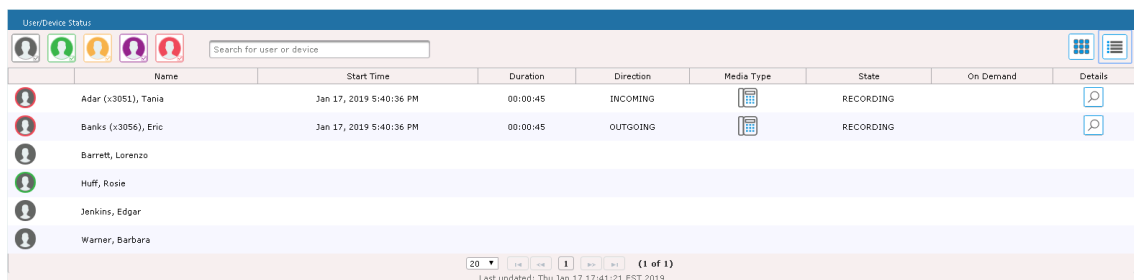 User/Device Status
Search for user or device
Name Start Time Duration Direction Media Type State On Demand Details
Adar (x3051), Tania Jan 17, 2019 5:40:36 PM 00:00:45 INCOMING RECORDING
Banks (x3056), Eric Jan 17, 2019 5:40:36 PM 00:00:45 OUTGOING RECORDING
Barrett, Lorenzo
Huff, Rosie
Jenkins, Edgar
Warner, Barbara
20 1 (1 of 1)
Last updated: Thu Jan 17 17:41:21 EST 2019